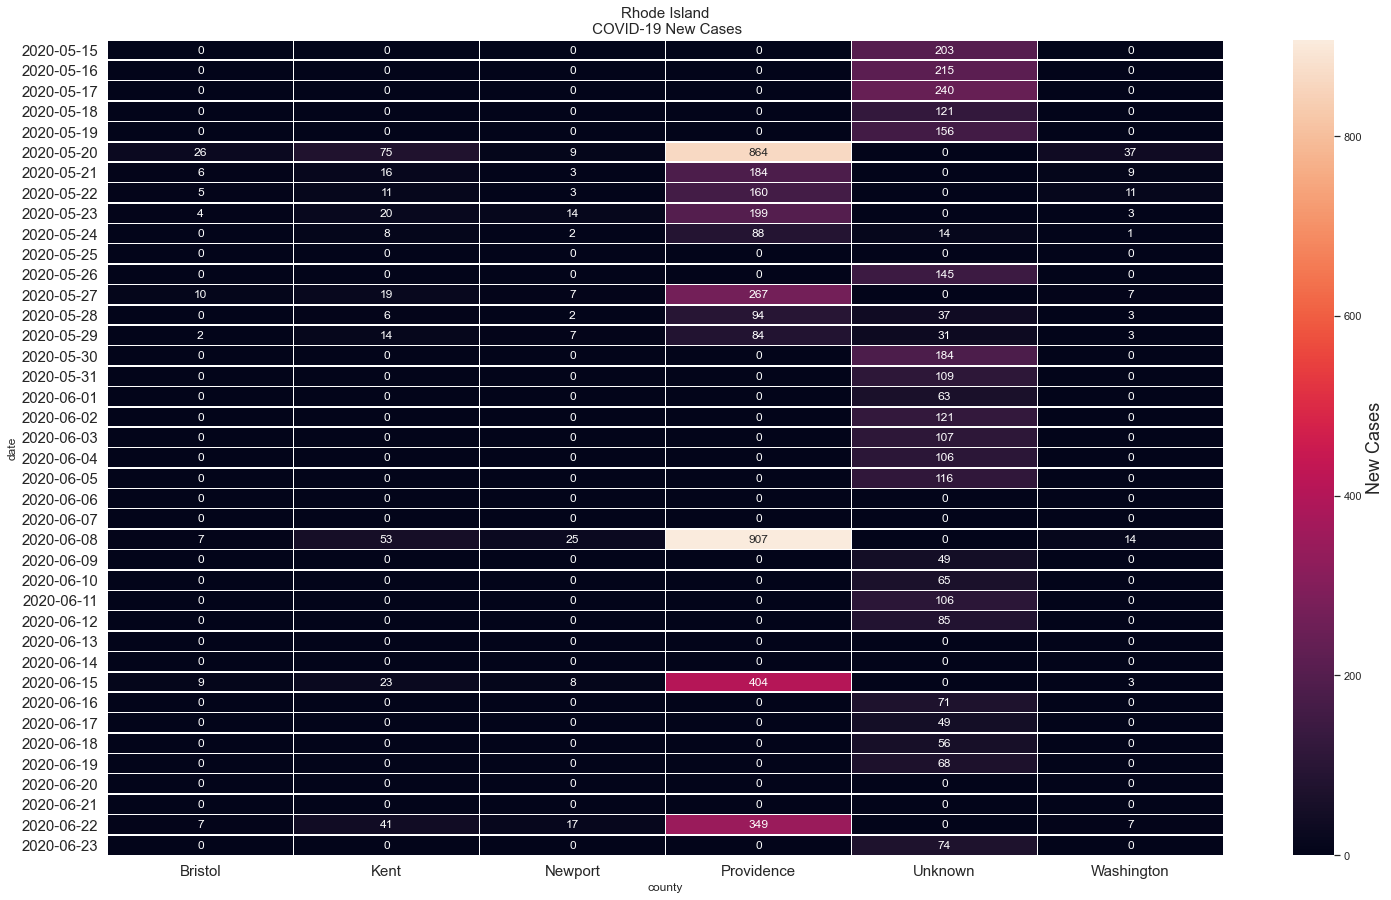 Rhode Island
COVID-19 New Cases
2020-05-15 0 0 0 0 203 0
2020-05-16 0 0 0 0 215 0
2020-05-17 0 0 0 0 240 0
2020-05-18 0 0 0 0 121 0
2020-05-19 0 0 0 0 156 0
2020-05-20 26 75 9 864 0 37
2020-05-21 6 16 3 184 0 9
2020-05-22 5 11 3 160 0 11
2020-05-23 4 20 14 199 0 3
2020-05-24 0 8 2 88 14 1
2020-05-25 0 0 0 0 0 0
2020-05-26 0 0 0 0 145 0
2020-05-27 10 19 7 267 0 7
2020-05-28 0 6 2 94 37 3
2020-05-29 2 14 7 84 31 3
2020-05-30 0 0 0 0 184 0
2020-05-31 0 0 0 0 109 0
2020-06-01 0 0 0 0 63 0
2020-06-02 0 0 0 0 121 0
2020-06-03 0 0 0 0 107 0
2020-06-04 0 0 0 0 106 0
2020-06-05 0 0 0 0 116 0
2020-06-06 0 0 0 0 0 0
2020-06-07 0 0 0 0 0 0
2020-06-08 7 53 25 907 0 14
2020-06-09 0 0 0 0 49 0
2020-06-10 0 0 0 0 65 0
2020-06-11 0 0 0 0 106 0
2020-06-12 0 0 0 0 85 0
2020-06-13 0 0 0 0 0 0
2020-06-14 0 0 0 0 0 0
2020-06-15 9 23 8 404 0 3
2020-06-16 0 0 0 0 71 0
2020-06-17 0 0 0 0 49 0
2020-06-18 0 0 0 0 56 0
2020-06-19 0 0 0 0 68 0
2020-06-20 0 0 0 0 0 0
2020-06-21 0 0 0 0 0 0
2020-06-22 7 41 17 349 0 7
2020-06-23 0 0 0 0 74 0
Bristol Kent Newport Providence Unknown Washington
county
date
800
600
400
200
0
New Cases